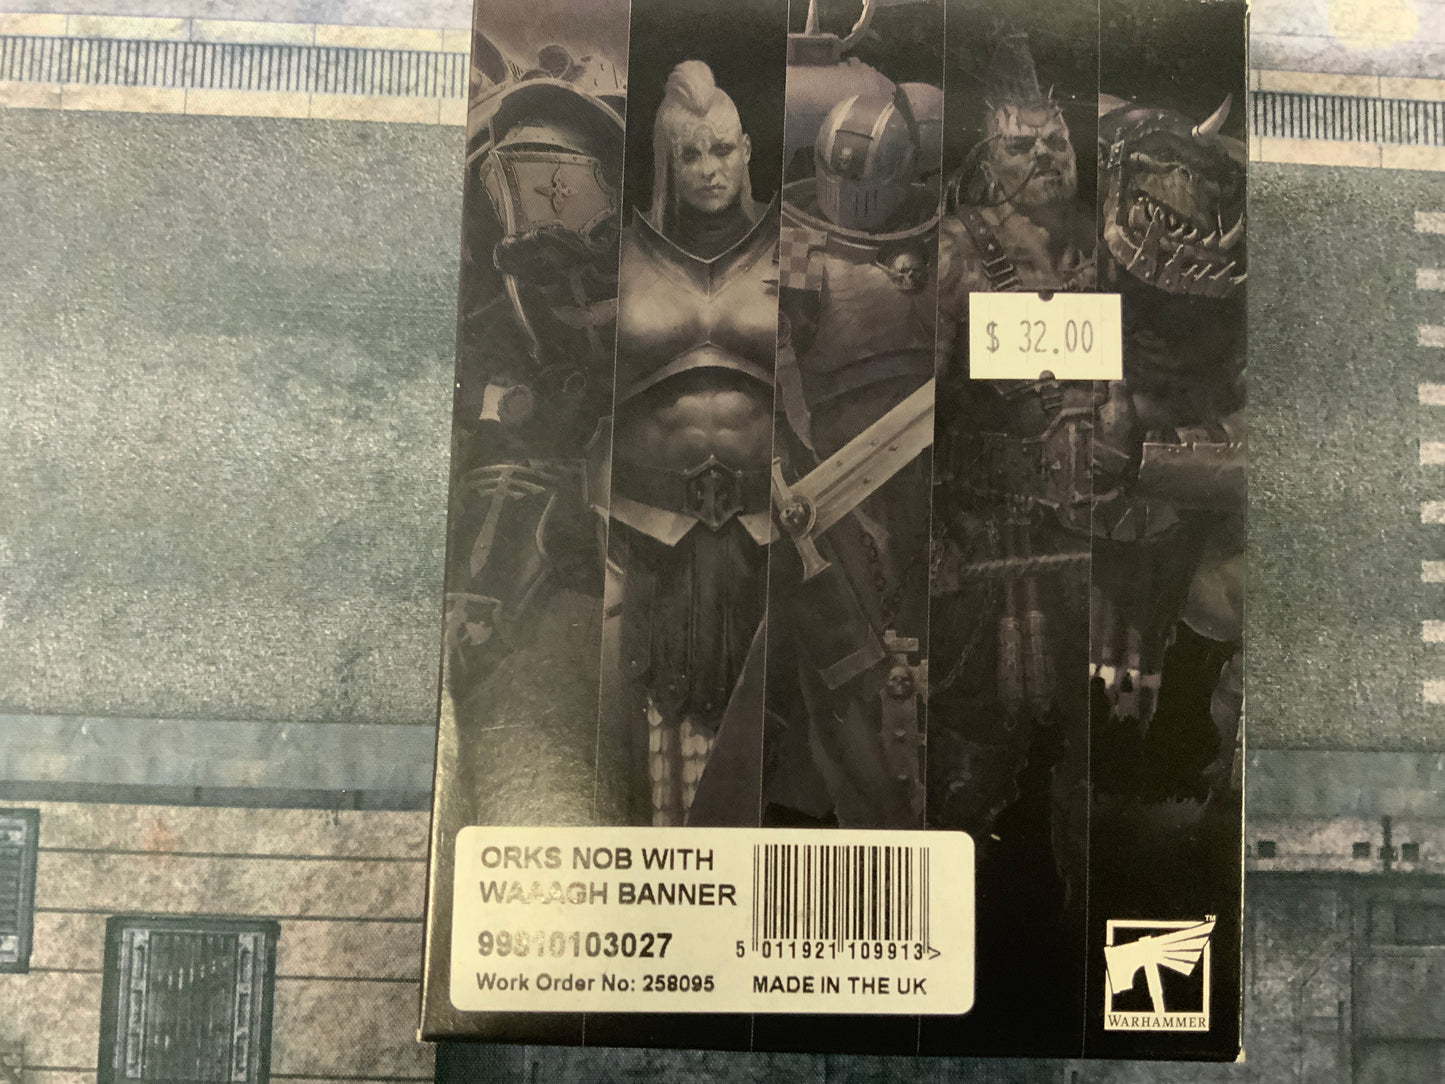 $ 32.00
ORKS NOB WITH
WAAAGH BANNER
99810103027
5 011921 109913 >
Work Order No: 258095
MADE IN THE UK
TM
WARHAMMER